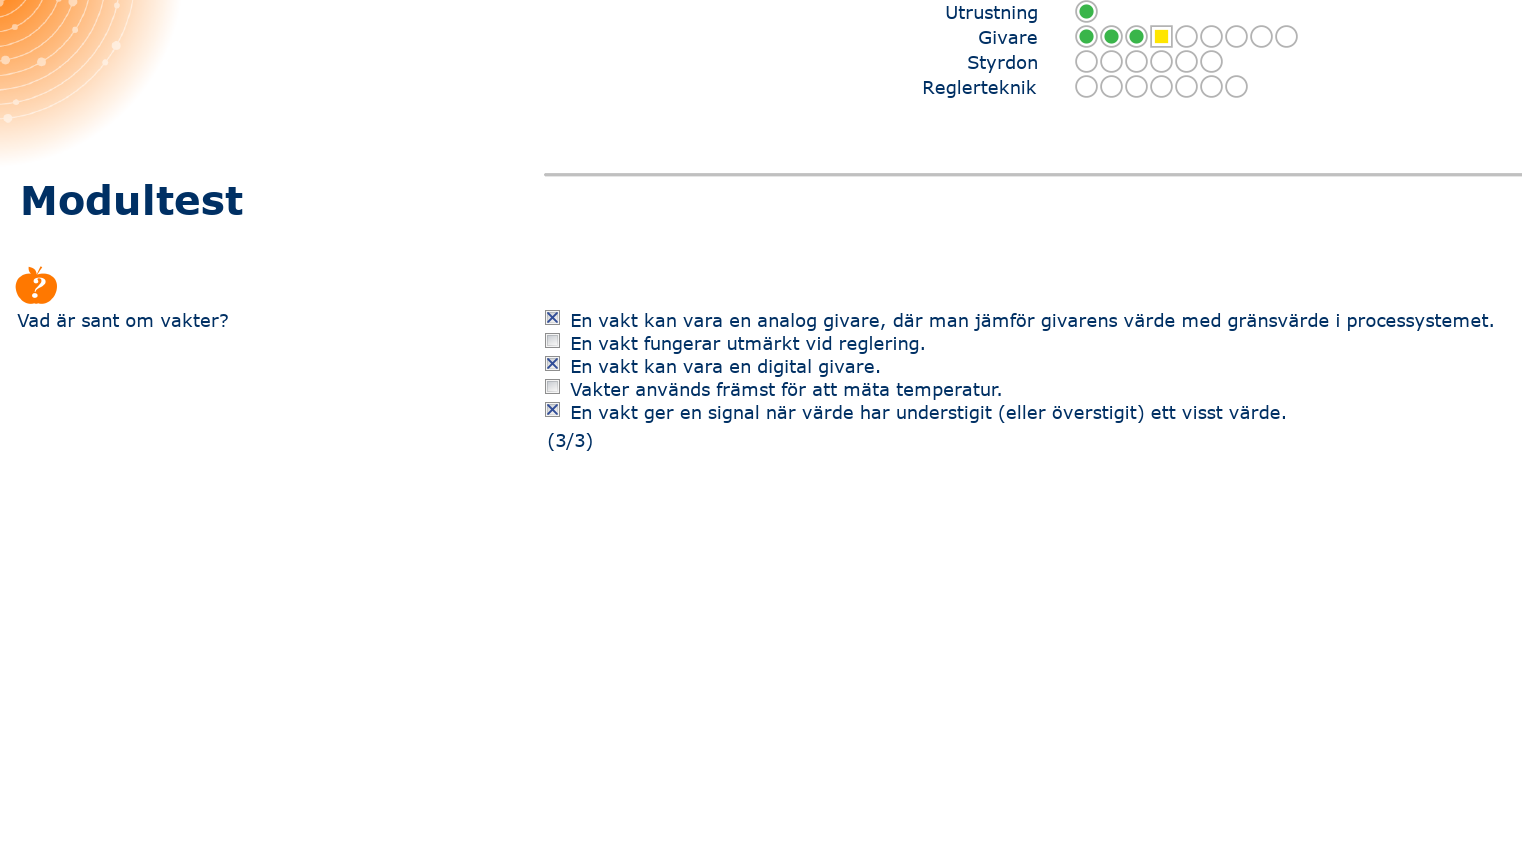 Utrustning
Givare
Styrdon
Reglerteknik
Modultest
?
Vad är sant om vakter?
En vakt kan vara en analog givare, där man jämför givarens värde med gränsvärde i processystemet.
En vakt fungerar utmärkt vid reglering.
En vakt kan vara en digital givare.
Vakter används främst för att mäta temperatur.
En vakt ger en signal när värde har understigit (eller överstigit) ett visst värde.
(3/3)